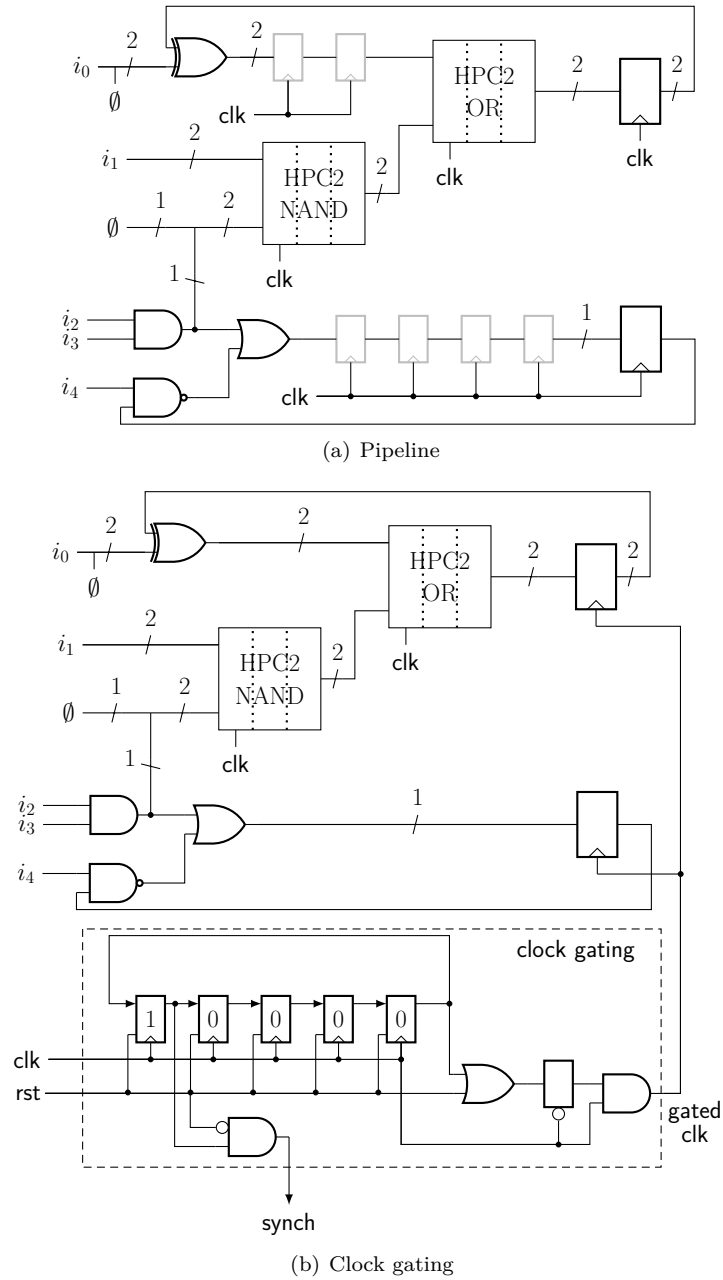 2
2
2
2
i0
∅
HPC2
OR
clk
clk
clk
i1
2
HPC2
NAND
2
∅
1
2
clk
1
i2
i3
i4
1
clk
(a) Pipeline
i0
2
∅
2
HPC2
OR
2
2
clk
i1
2
HPC2
NAND
2
∅
1
2
clk
1
i2
i3
1
i4
clock gating
1
0
0
0
0
clk
rst
gated
clk
synch
(b) Clock gating